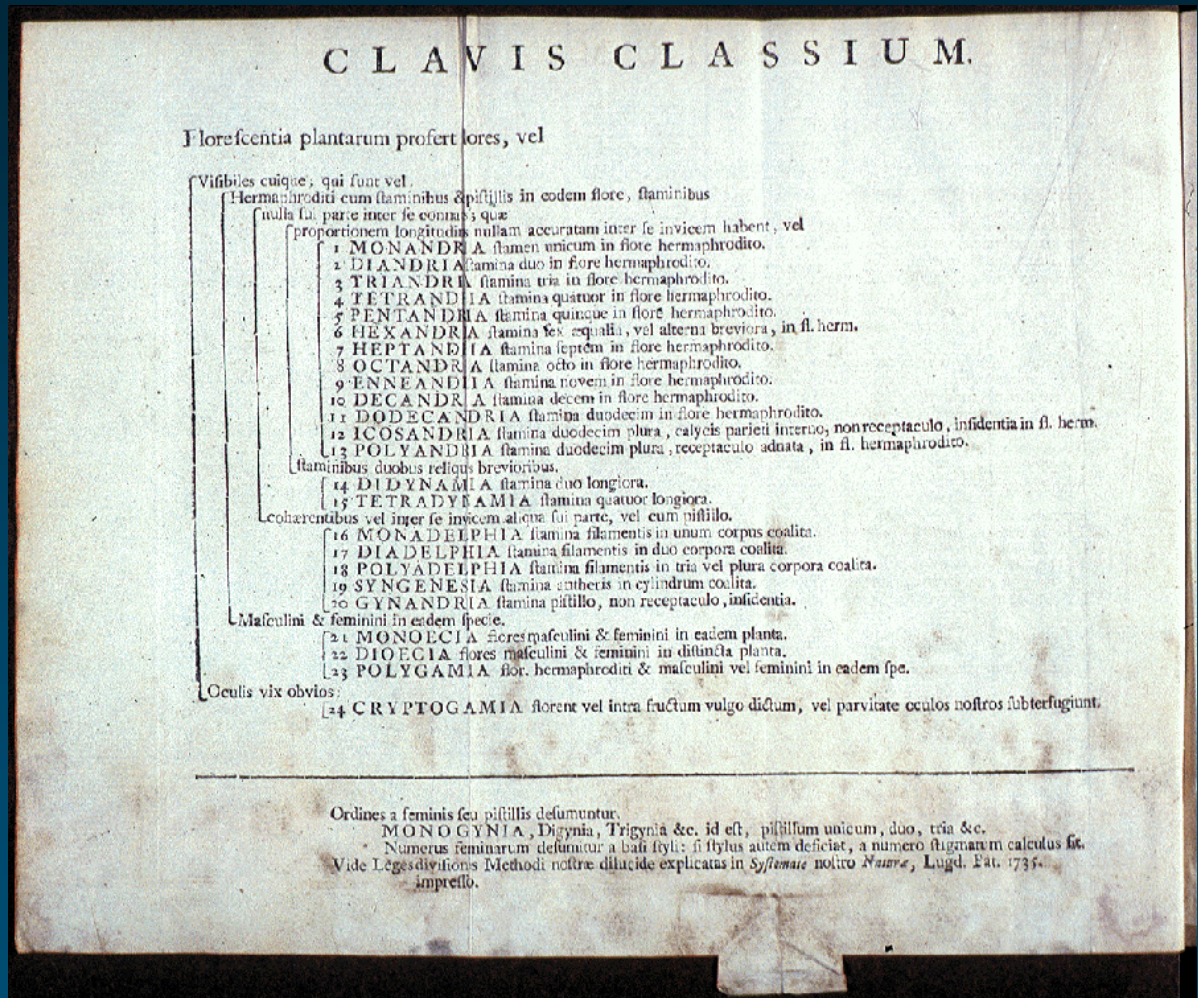 CLAVIS CLASSIUM.
Floreſcentia plantarum profert lores, vel
Viſibiles cuique; qui ſunt vel
Hermaphroditi cum ſtaminibus & piſtillis in eodem flore, ſtaminibus
nulla ſui parte inter ſe connatis; quæ
proportionem longitudinis nullam accuratam inter ſe invicem habent, vel
1 MONANDRIA ſtamen unicum in flore hermaphrodito.
2 DIANDRIA ſtamina duo in flore hermaphrodito.
3 TRIANDRIA ſtamina tria in flore hermaphrodito.
4 TETRANDRIA ſtamina quatuor in flore hermaphrodito.
5 PENTANDRIA ſtamina quinque in flore hermaphrodito.
6 HEXANDRIA ſtamina ſex æqualia, vel alterna breviora, in fl. herm.
7 HEPTANDRIA ſtamina ſeptem in flore hermaphrodito.
8 OCTANDRIA ſtamina octo in flore hermaphrodito.
9 ENNEANDRIA ſtamina novem in flore hermaphrodito.
10 DECANDRIA ſtamina decem in flore hermaphrodito.
11 DODECANDRIA ſtamina duodecim in flore hermaphrodito.
12 ICOSANDRIA ſtamina duodecim plura, calycis parieti interno, non receptaculo, inſidentia in fl. herm.
13 POLYANDRIA ſtamina duodecim plura, receptaculo adnata, in fl. hermaphrodito.
ſtaminibus duobus reliqus brevioribus.
14 DIDYNAMIA ſtamina duo longiora.
15 TETRADYNAMIA ſtamina quatuor longiora.
cohærentibus vel inter ſe invicem aliqua ſui parte, vel cum piſtillo.
16 MONADELPHIA ſtamina filamentis in unum corpus coalita.
17 DIADELPHIA ſtamina filamentis in duo corpora coalita.
18 POLYADELPHIA ſtamina filamentis in tria vel plura corpora coalita.
19 SYNGENESIA ſtamina antheris in cylindrum coalita.
20 GYNANDRIA ſtamina piſtillo, non receptaculo, inſidentia.
Maſculini & feminini in eadem ſpecie.
21 MONOECIA flores maſculini & feminini in eadem planta.
22 DIOECIA flores maſculini & feminini in diſtincta planta.
23 POLYGAMIA flor. hermaphroditi & maſculini vel feminini in eadem ſpe.
Oculis vix obvios:
24 CRYPTOGAMIA florent vel intra fructum vulgo dictum, vel parvitate oculos noſtros ſubterfugiunt.
Ordines a feminis ſeu piſtillis deſumuntur.
MONOGYNIA, Digynia, Trigynia &c. id eſt, piſtillum unicum, duo, tria &c.
Numerus feminarum deſumitur a baſi ſtyli: ſi ſtylus autem deficiat, a numero ſtigmatum calculus fit.
Vide Leges diviſionis Methodi noſtræ dilucide explicatas in Syſtemate noſtro Naturæ, Lugd. Bat. 1735.
impreſſo.